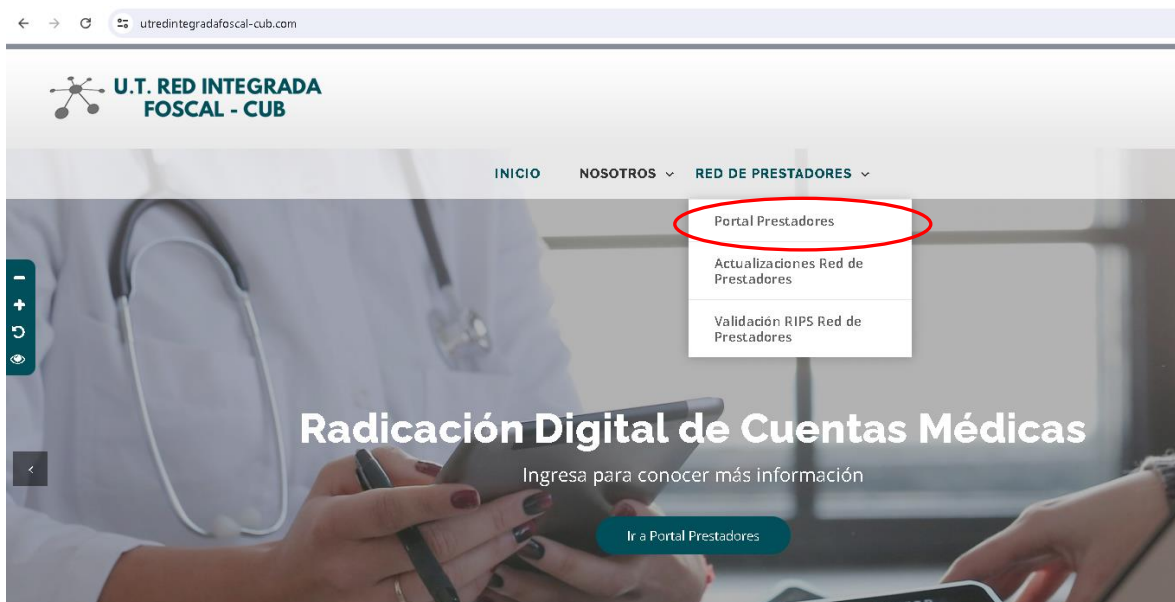 utredintegradafoscal-cub.com
U.T. RED INTEGRADA
FOSCAL - CUB
INICIO NOSOTROS RED DE PRESTADORES
Portal Prestadores
Actualizaciones Red de
Prestadores
Validación RIPS Red de
Prestadores
Radicación Digital de Cuentas Médicas
Ingresa para conocer más información
Ir a Portal Prestadores